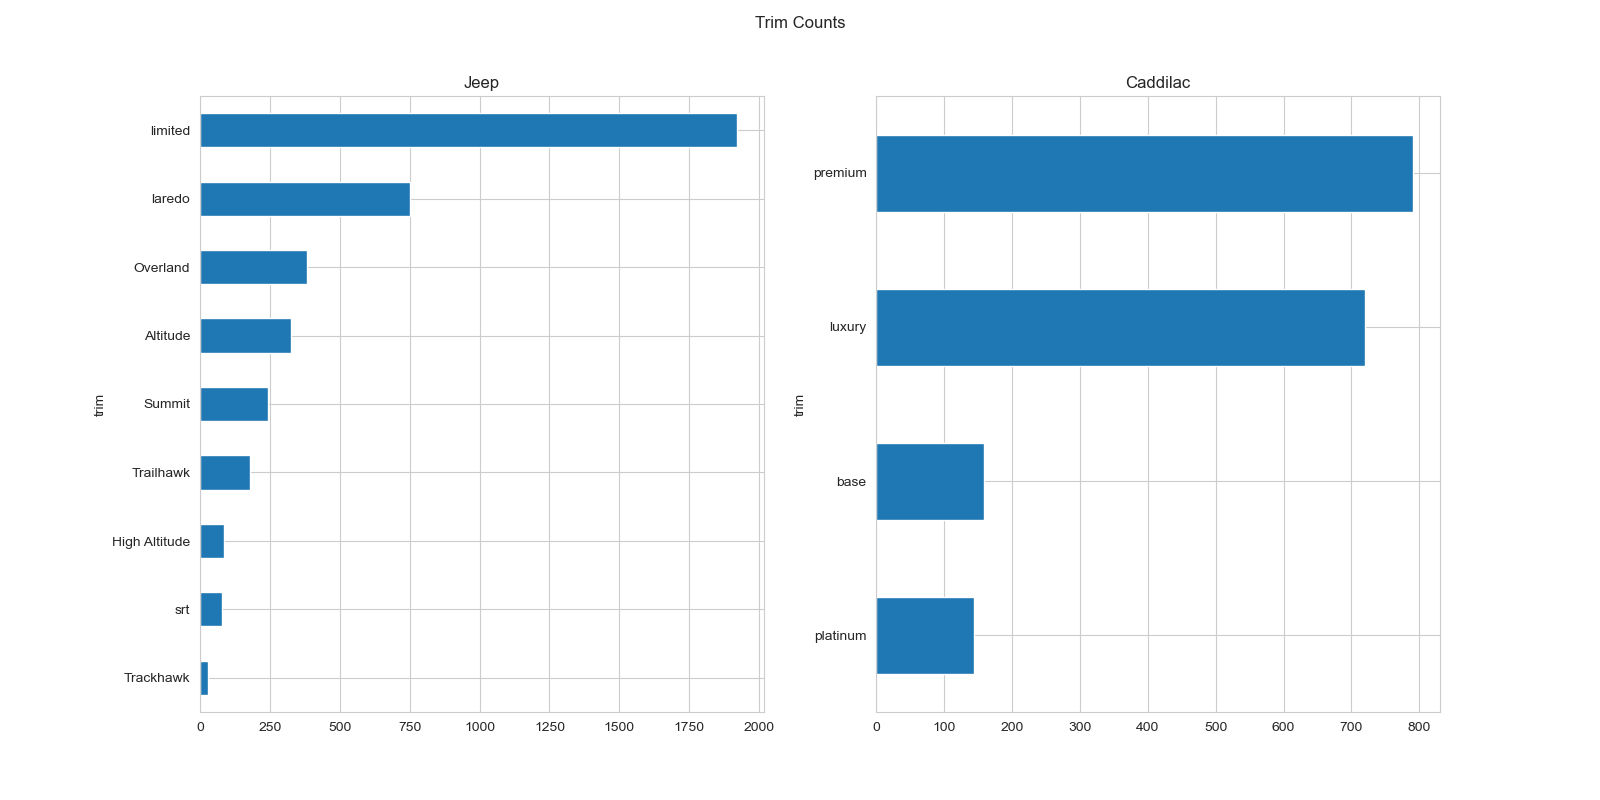 Trim Counts
Jeep
limited
laredo
Overland
Altitude
Summit
Trailhawk
High Altitude
srt
Trackhawk
trim
0 250 500 750 1000 1250 1500 1750 2000
Caddilac
premium
luxury
base
platinum
trim
0 100 200 300 400 500 600 700 800